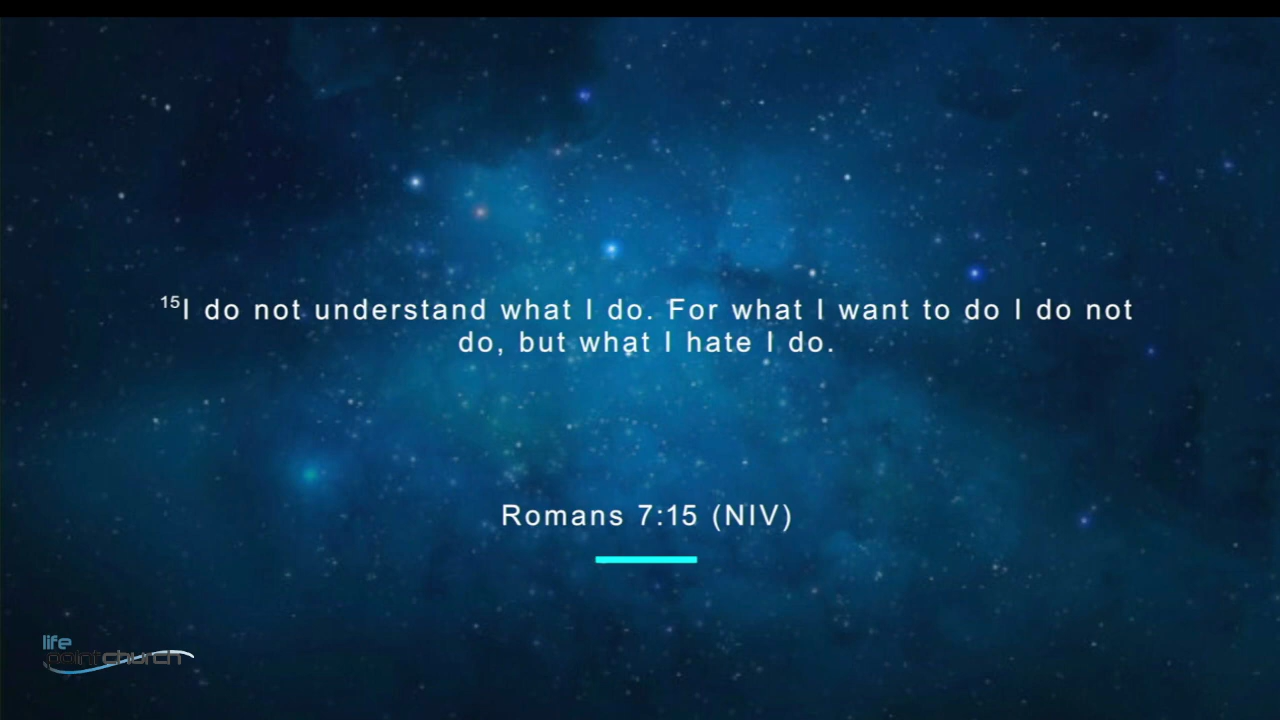 ¹⁵I do not understand what I do. For what I want to do I do not
do, but what I hate I do.
Romans 7:15 (NIV)
life
pointchurch